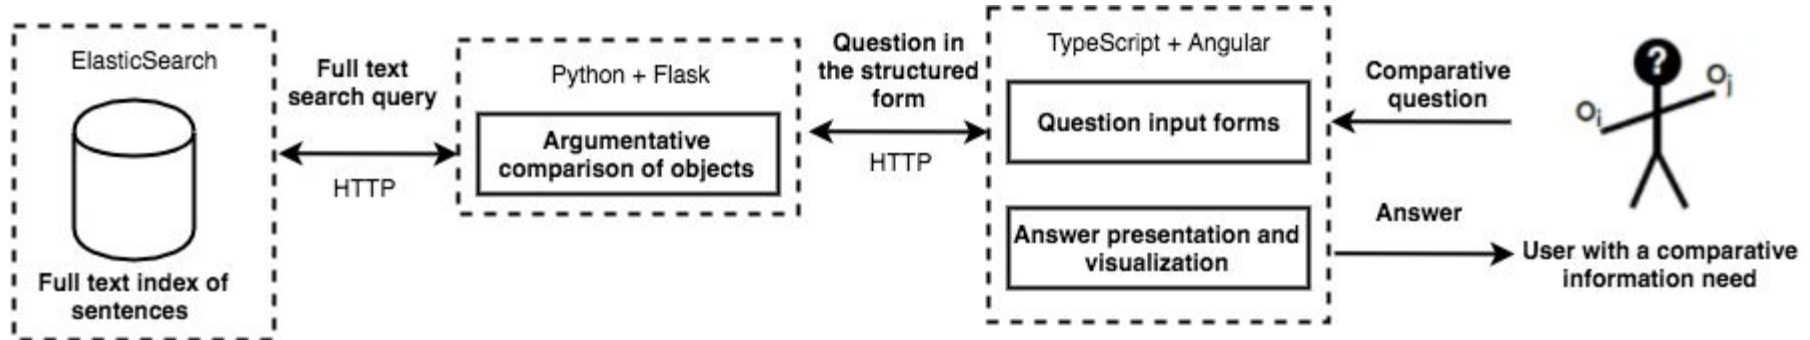 ElasticSearch
Full text index of
sentences
Full text
search query
HTTP
Python + Flask
Argumentative
comparison of objects
Question in
the structured
form
HTTP
TypeScript + Angular
Question input forms
Answer presentation and
visualization
Comparative
question
Answer
?
Oi
Oj
User with a comparative
information need